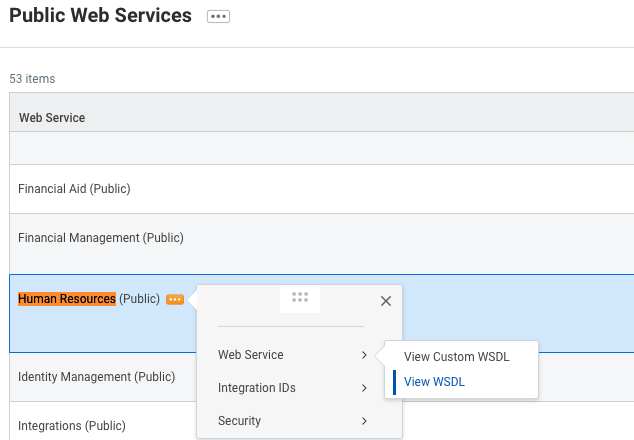 Public Web Services
53 items
Web Service
Financial Aid (Public)
Financial Management (Public)
Human Resources (Public)
Web Service
View Custom WSDL
View WSDL
Integration IDs
Security
Identity Management (Public)
Integrations (Public)